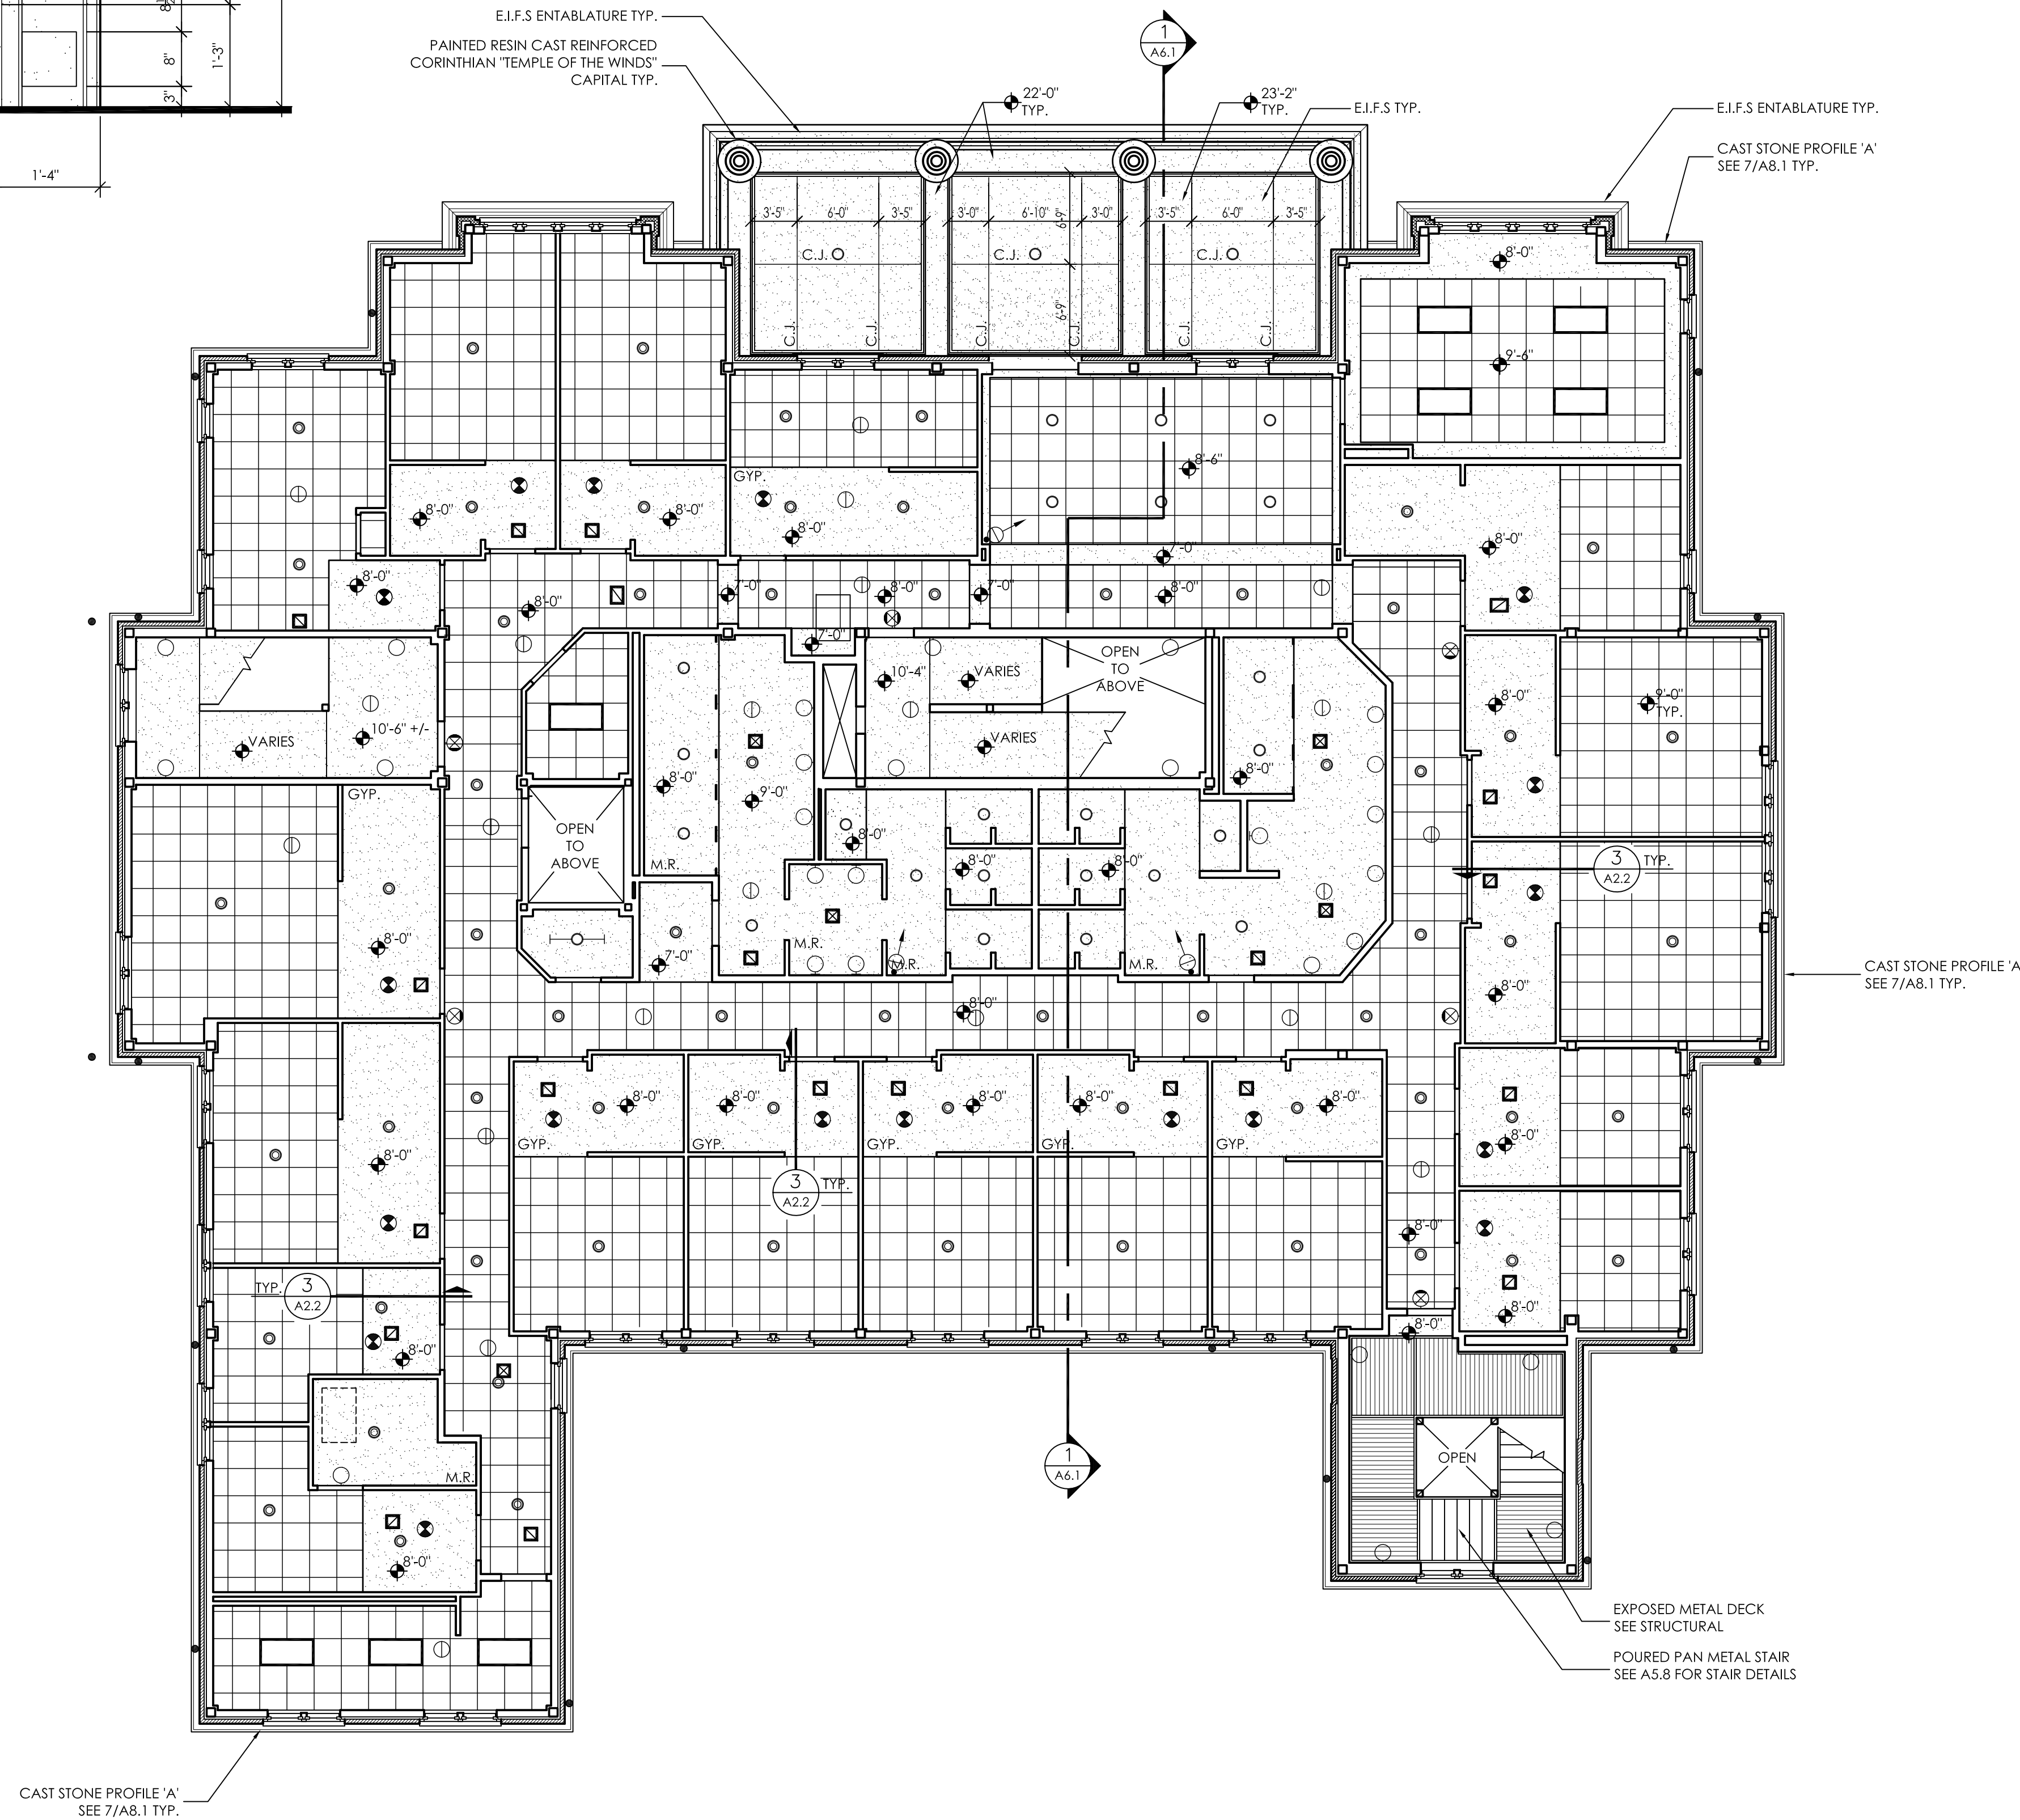 8"
1'-3"
3"
1'-4"
E.I.F.S ENTABLATURE TYP.
PAINTED RESIN CAST REINFORCED
CORINTHIAN "TEMPLE OF THE WINDS"
CAPITAL TYP.
1
A6.1
22'-0"
TYP.
23'-2"
TYP.
E.I.F.S TYP.
E.I.F.S ENTABLATURE TYP.
CAST STONE PROFILE 'A'
SEE 7/A8.1 TYP.
3'-5"
6'-0"
3'-5"
3'-0"
6'-10"
3'-0"
3'-5"
6'-0"
3'-5"
6'-9"
C.J.
C.J.
C.J.
6'-9"
C.J.
C.J.
C.J.
C.J.
C.J.
C.J.
8'-0"
9'-6"
8'-6"
GYP.
8'-0"
8'-0"
8'-0"
8'-0"
7'-0"
8'-0"
8'-0"
7'-0"
8'-0"
7'-0"
8'-0"
7'-0"
OPEN
TO
ABOVE
10'-4"
VARIES
VARIES
VARIES
10'-6" +/-
8'-0"
9'-0"
8'-0"
8'-0"
9'-0"
TYP.
GYP.
OPEN
TO
ABOVE
M.R.
8'-0"
8'-0"
8'-0"
3
A2.2
TYP.
8'-0"
M.R.
7'-0"
M.R.
M.R.
8'-0"
CAST STONE PROFILE 'A'
SEE 7/A8.1 TYP.
8'-0"
8'-0"
8'-0"
8'-0"
8'-0"
8'-0"
GYP.
GYP.
GYP.
GYP.
GYP.
8'-0"
8'-0"
3
A2.2
TYP.
8'-0"
TYP.
3
A2.2
8'-0"
8'-0"
8'-0"
M.R.
1
A6.1
OPEN
8'-0"
EXPOSED METAL DECK
SEE STRUCTURAL
POURED PAN METAL STAIR
SEE A5.8 FOR STAIR DETAILS
CAST STONE PROFILE 'A'
SEE 7/A8.1 TYP.